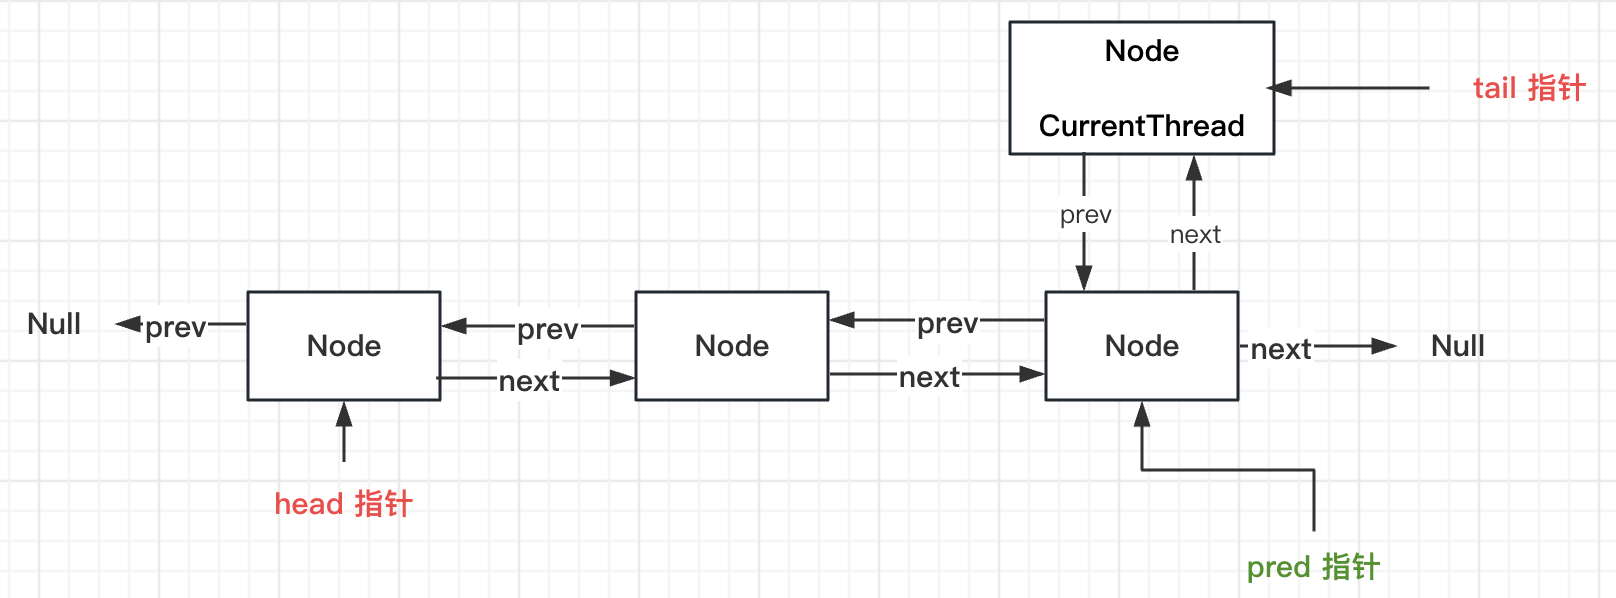 Node
CurrentThread
tail 指针
prev
next
Null
prev
Node
prev
next
Node
prev
next
Node
next
Null
head 指针
pred 指针